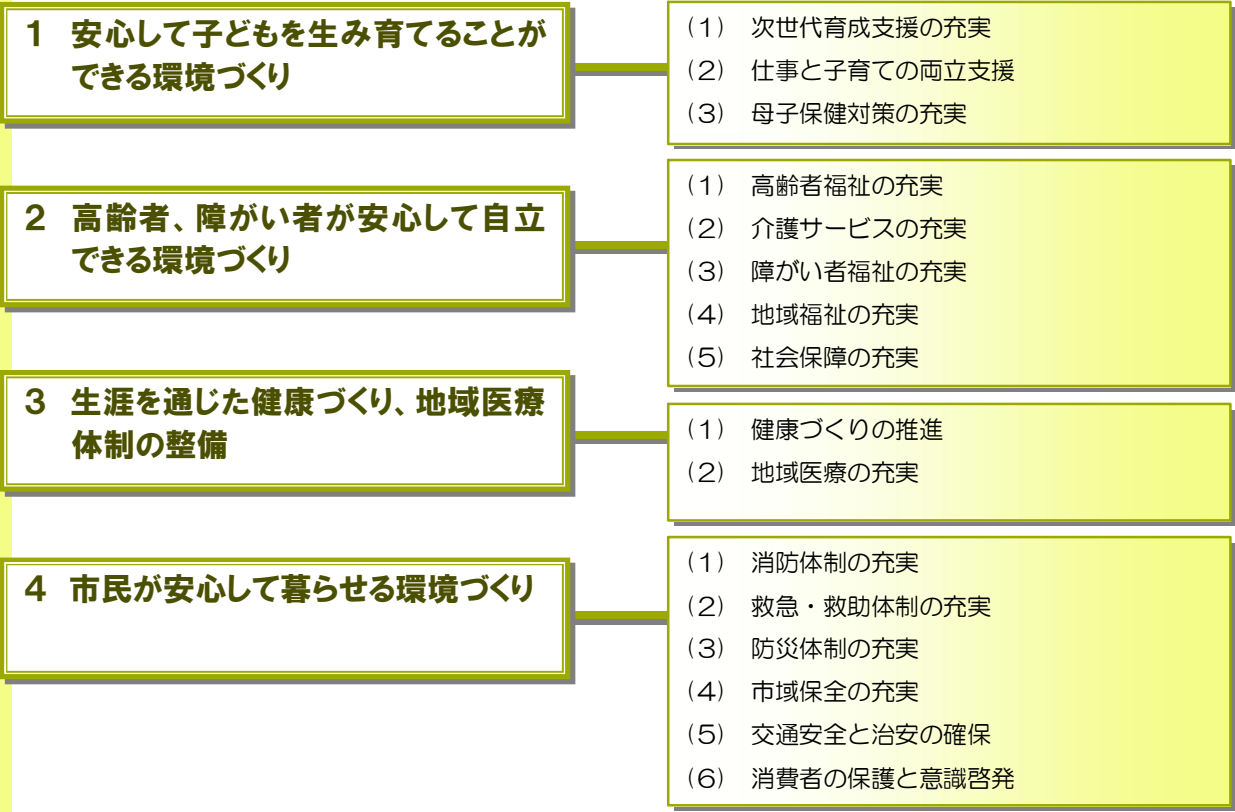 1 安心して子どもを生み育てることが
できる環境づくり
(1) 次世代育成支援の充実
(2) 仕事と子育ての両立支援
(3) 母子保健対策の充実
2 高齢者、障がい者が安心して自立
できる環境づくり
(1) 高齢者福祉の充実
(2) 介護サービスの充実
(3) 障がい者福祉の充実
(4) 地域福祉の充実
(5) 社会保障の充実
3 生涯を通じた健康づくり、地域医療
体制の整備
(1) 健康づくりの推進
(2) 地域医療の充実
4 市民が安心して暮らせる環境づくり
(1) 消防体制の充実
(2) 救急・救助体制の充実
(3) 防災体制の充実
(4) 市域保全の充実
(5) 交通安全と治安の確保
(6) 消費者の保護と意識啓発